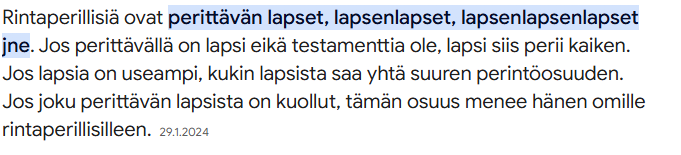 Rintaperillisiä ovat perittävän lapset, lapsenlapset, lapsenlapsenlapset
jne. Jos perittävällä on lapsi eikä testamenttia ole, lapsi siis perii kaiken.
Jos lapsia on useampi, kukin lapsista saa yhtä suuren perintöosuuden.
Jos joku perittävän lapsista on kuollut, tämän osuus menee hänen omille
rintaperillisilleen. 29.1.2024